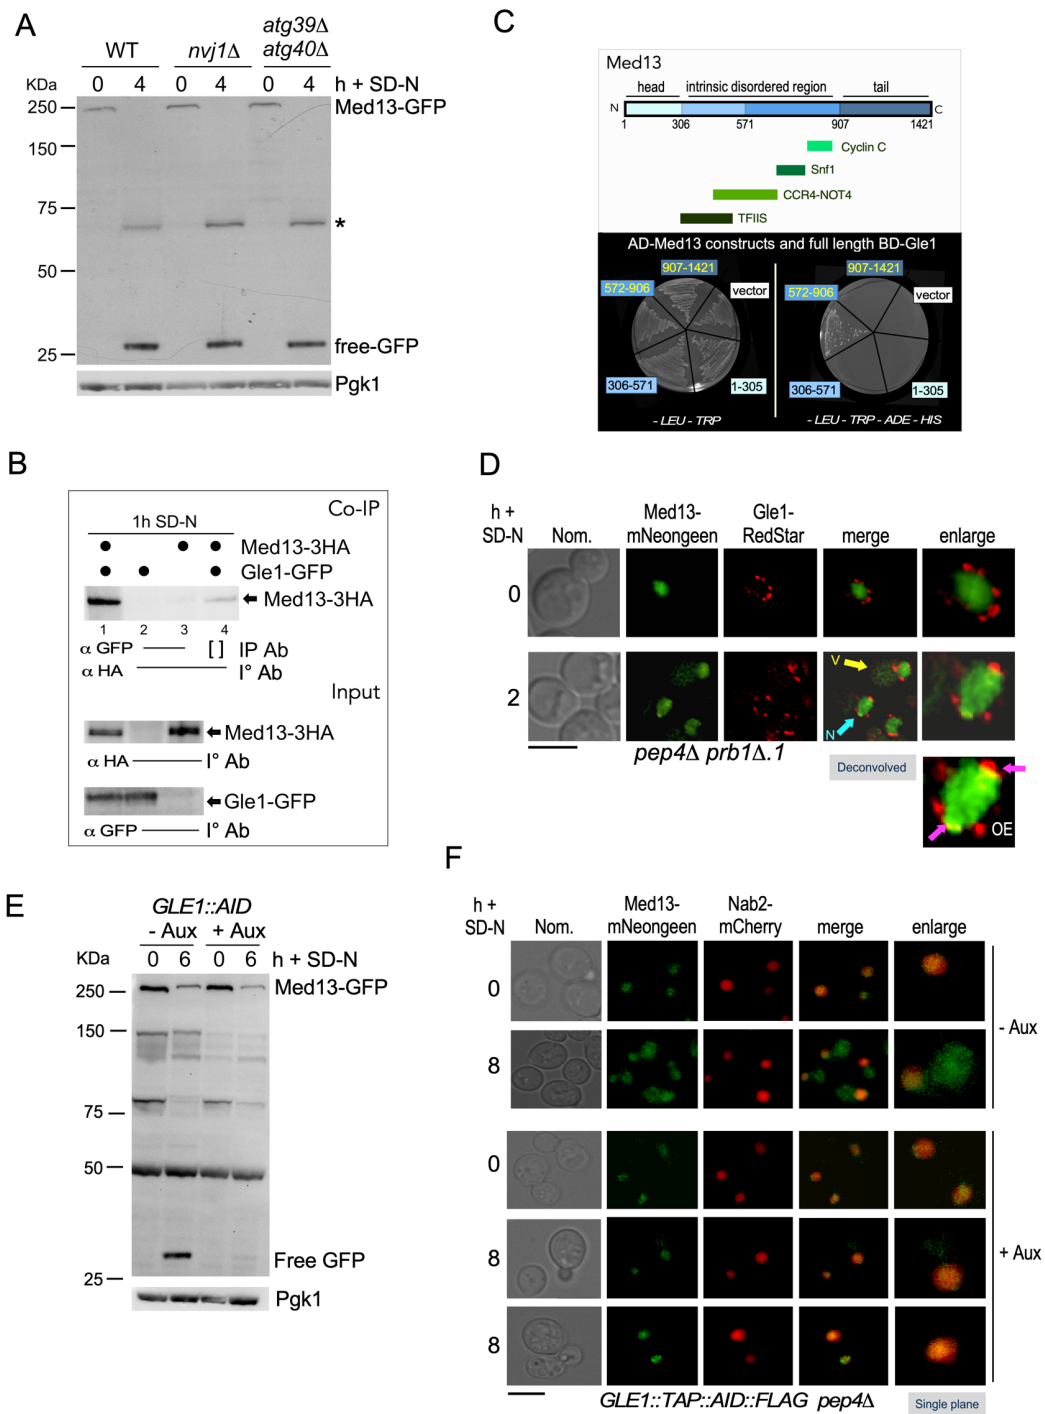 A
WT
nvj1Δ
atg39Δ
atg40Δ
0 4 0 4 0 4 h + SD-N
KDa
250
Med13-GFP
150
75
*
50
free-GFP
25
Pgk1
B
Co-IP
1h SD-N
Med13-3HA
Gle1-GFP
Med13-3HA
1 2 3 4
α GFP [ ] IP Ab
α HA I° Ab
Input
Med13-3HA
α HA I° Ab
Gle1-GFP
α GFP I° Ab
C
Med13
head intrinsic disordered region tail
N C
1 306 571 907 1421
Cyclin C
Snf1
CCR4-NOT4
TFIIS
AD-Med13 constructs and full length BD-Gle1
907-1421 907-1421
572-906 vector 572-906 vector
306-571 1-305 306-571 1-305
- LEU - TRP - LEU - TRP - ADE - HIS
D
h +
SD-N
Nom.
Med13-
mNeongeen
Gle1-
RedStar
merge
enlarge
0
2
V
N
pep4Δ prb1Δ.1
Deconvolved
OE
E
GLE1::AID
- Aux + Aux
KDa 0 6 0 6 h + SD-N
250
Med13-GFP
150
75
50
Free GFP
25
Pgk1
F
h +
SD-N
Nom.
Med13-
mNeongeen
Nab2-
mCherry
merge
enlarge
0
- Aux
8
0
8
+ Aux
8
GLE1::TAP::AID::FLAG pep4Δ
Single plane